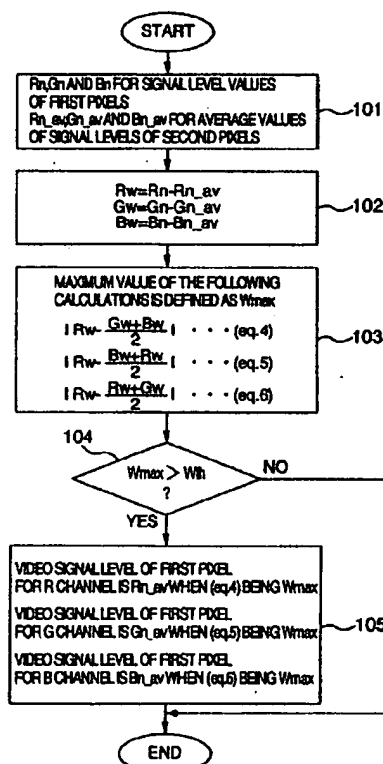 START
Rn,Gn AND Bn FOR SIGNAL LEVEL VALUES
OF FIRST PIXELS
Rn_av,Gn_av AND Bn_av FOR AVERAGE VALUES
OF SIGNAL LEVELS OF SECOND PIXELS
101
Rw=Rn-Rn_av
Gw=Gn-Gn_av
Bw=Bn-Bn_av
102
MAXIMUM VALUE OF THE FOLLOWING
CALCULATIONS IS DEFINED AS Wmax
| Rw- Gw+Bw / 2 | · · · (eq.4)
| Rw- Bw+Rw / 2 | · · · (eq.5)
| Rw- Rw+Gw / 2 | · · · (eq.6)
103
104
Wmax > Wth
?
NO
YES
VIDEO SIGNAL LEVEL OF FIRST PIXEL
FOR R CHANNEL IS Rn_av WHEN (eq.4) BEING Wmax
VIDEO SIGNAL LEVEL OF FIRST PIXEL
FOR G CHANNEL IS Gn_av WHEN (eq.5) BEING Wmax
VIDEO SIGNAL LEVEL OF FIRST PIXEL
FOR B CHANNEL IS Bn_av WHEN (eq.6) BEING Wmax
105
END